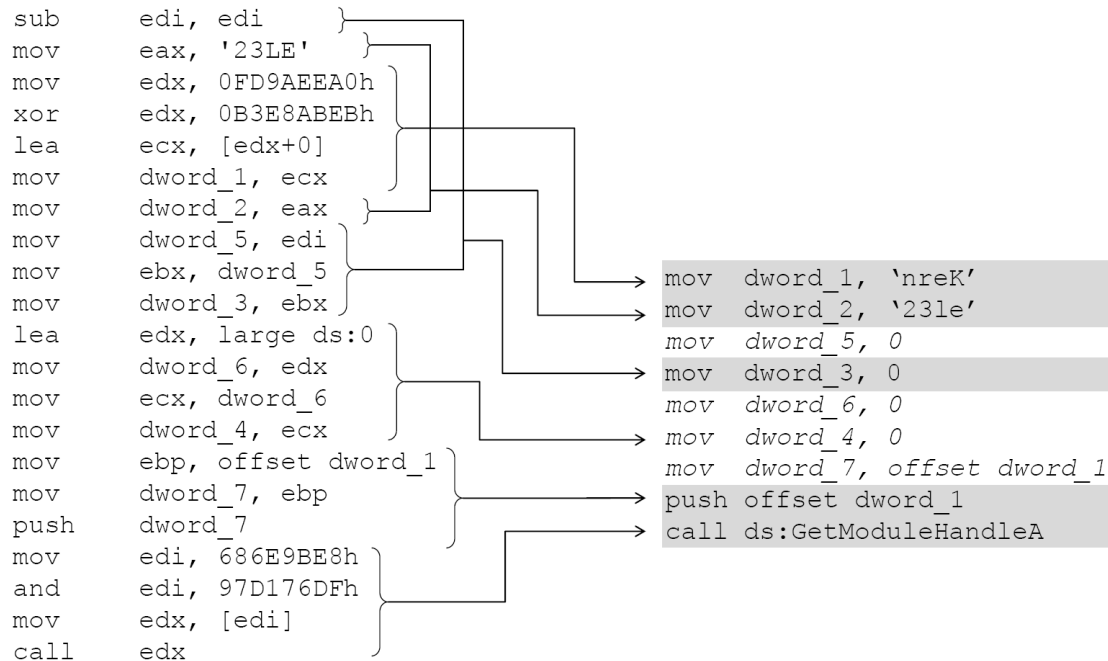 sub edi, edi
mov eax, '23LE'
mov edx, 0FD9AEEA0h
xor edx, 0B3E8ABEBh
lea ecx, [edx+0]
mov dword_1, ecx
mov dword_2, eax
mov dword_5, edi
mov ebx, dword_5
mov dword_3, ebx
lea edx, large ds:0
mov dword_6, edx
mov ecx, dword_6
mov dword_4, ecx
mov ebp, offset dword_1
mov dword_7, ebp
push dword_7
mov edi, 686E9BE8h
and edi, 97D176DFh
mov edx, [edi]
call edx
mov dword_1, ‘nreK’
mov dword_2, ‘23le’
mov dword_5, 0
mov dword_3, 0
mov dword_6, 0
mov dword_4, 0
mov dword_7, offset dword_1
push offset dword_1
call ds:GetModuleHandleA